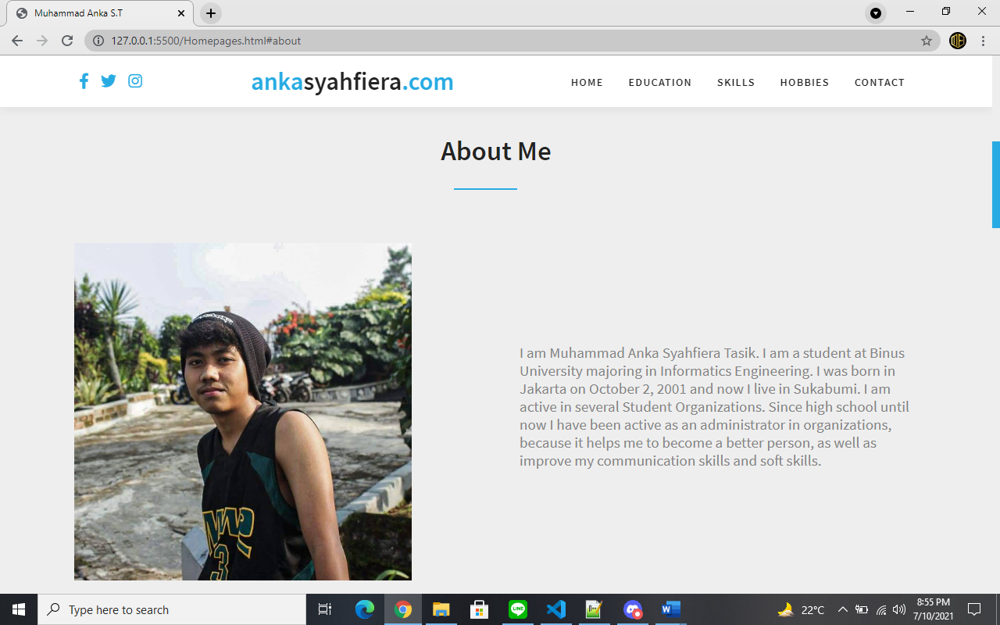 Muhammad Anka S.T
127.0.0.1:5500/Homepages.html#about
ankasyahfiera.com
HOME EDUCATION SKILLS HOBBIES CONTACT
About Me
I am Muhammad Anka Syahfiera Tasik. I am a student at Binus
University majoring in Informatics Engineering. I was born in
Jakarta on October 2, 2001 and now I live in Sukabumi. I am
active in several Student Organizations. Since high school until
now I have been active as an administrator in organizations,
because it helps me to become a better person, as well as
improve my communication skills and soft skills.
3
Type here to search
LINE
22°C
8:55 PM
7/10/2021